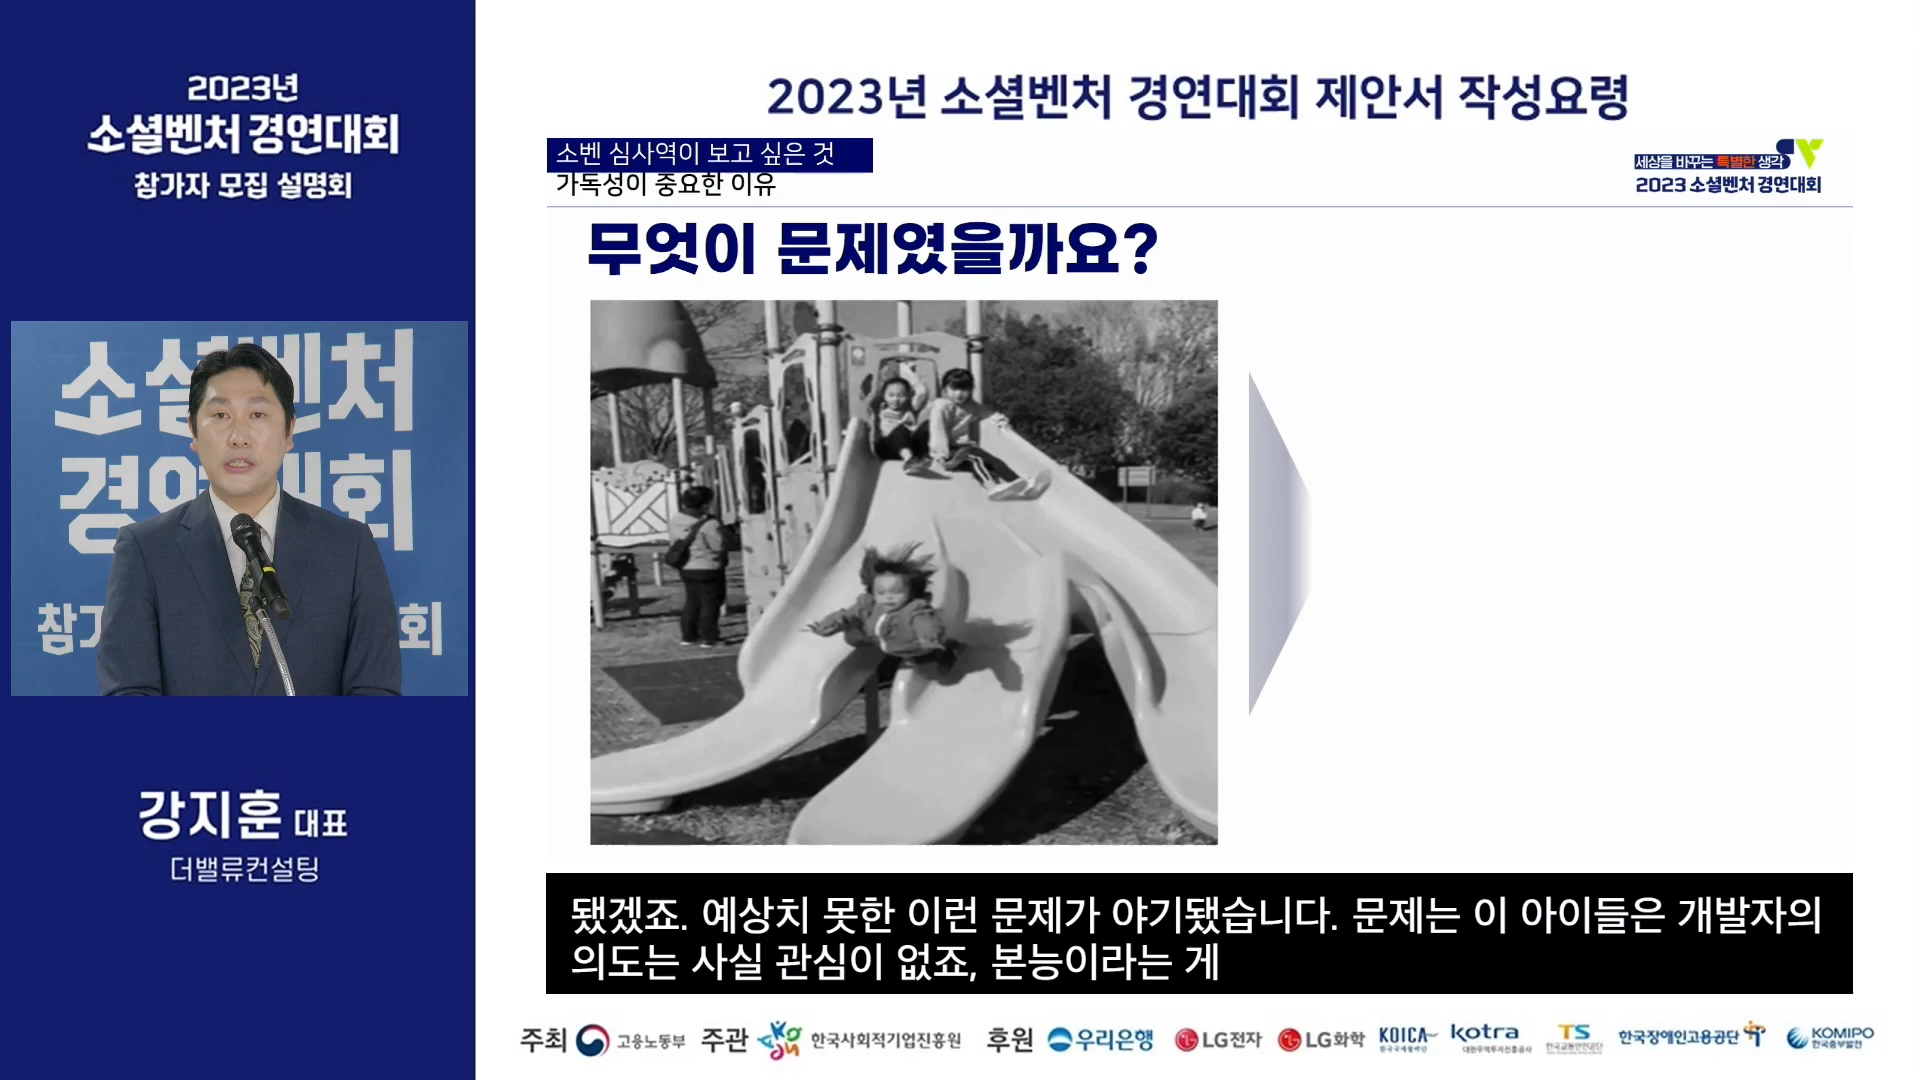 2023년
소셜벤처 경연대회
참가자 모집 설명회
소셜벤처
경연대회
강지훈 대표
더밸류컨설팅
2023년 소셜벤처 경연대회 제안서 작성요령
소벤 심사역이 보고 싶은 것
가독성이 중요한 이유
세상을 바꾸는 특별한 생각
2023 소셜벤처 경연대회
무엇이 문제였을까요?
됐겠죠. 예상치 못한 이런 문제가 야기됐습니다. 문제는 이 아이들은 개발자의
의도는 사실 관심이 없죠, 본능이라는 게
주최 고용노동부 주관 한국사회적기업진흥원 후원 우리은행 LG전자 LG화학 KOICA kotra TS 한국장애인고용공단 KOMIPO
한국중부발전